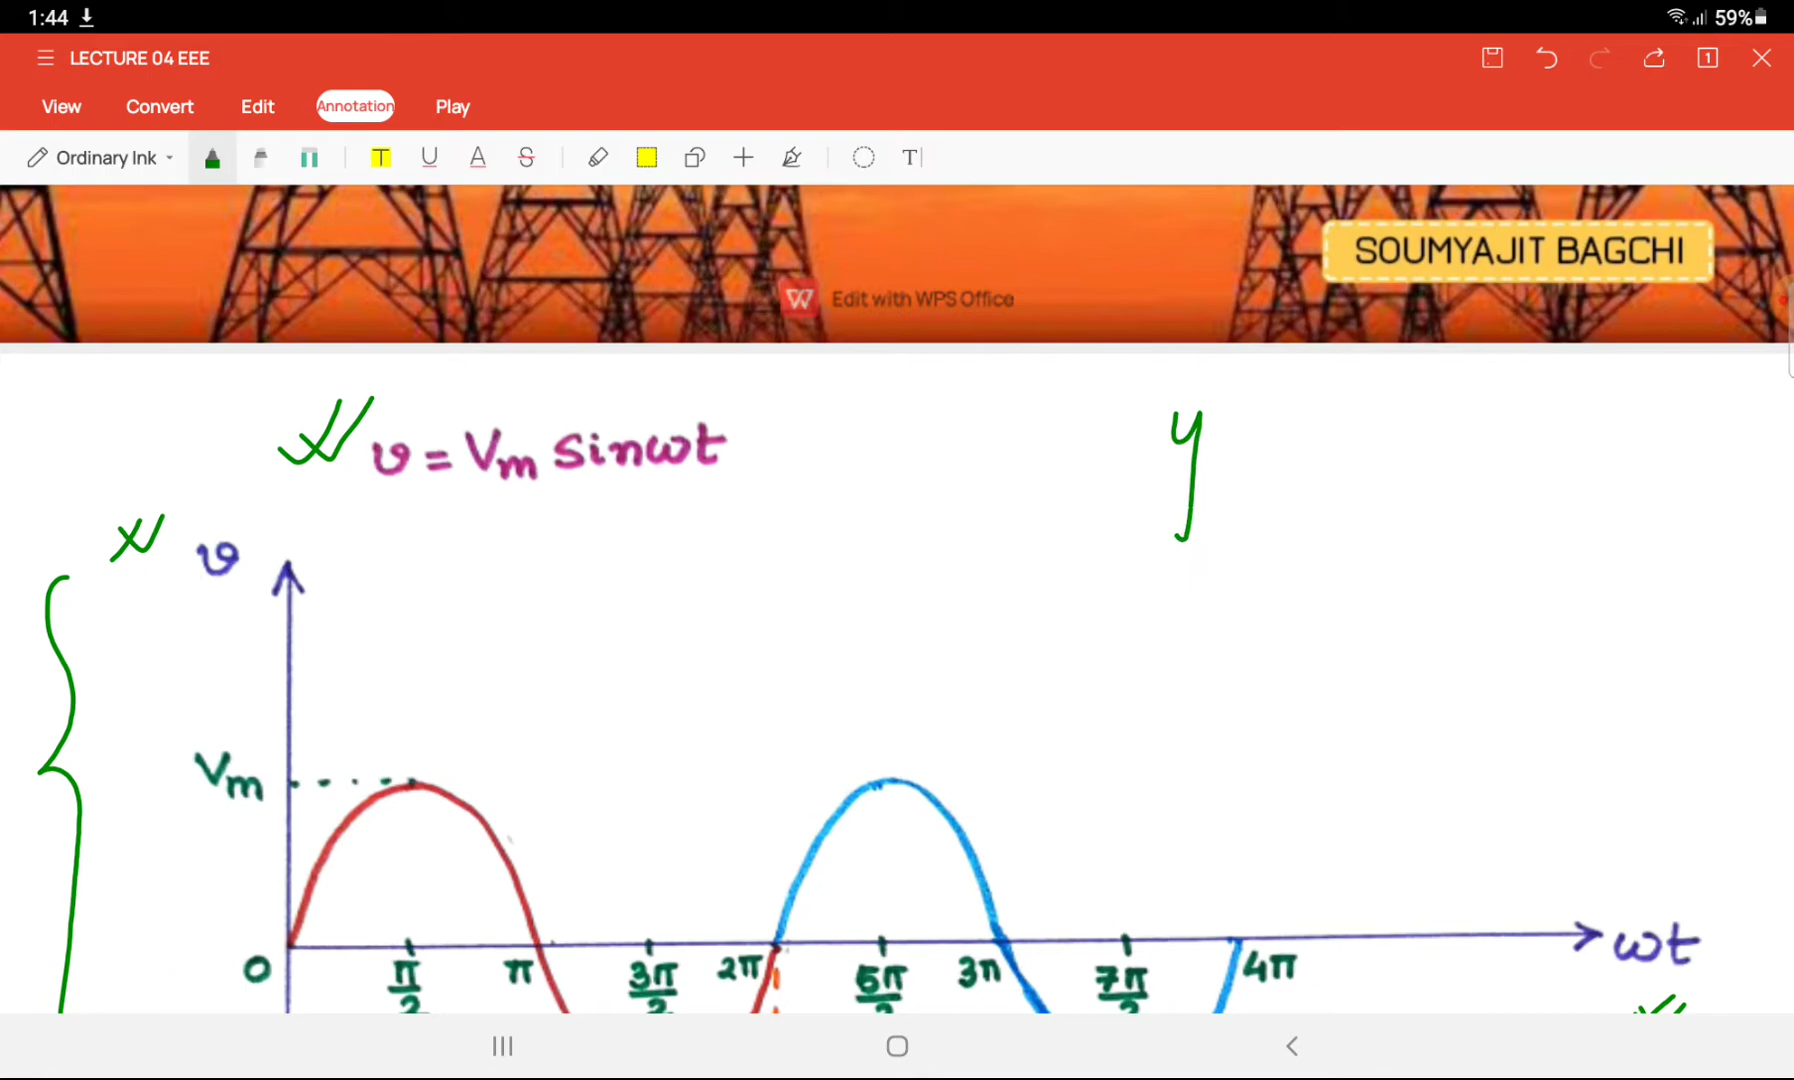 1:44 59%
LECTURE 04 EEE 1
View Convert Edit Annotation Play
Ordinary Ink T U A S T
SOUMYAJIT BAGCHI
W Edit with WPS Office
v = Vm sinωt
y
v
Vm
0 π/2 π 3π/2 2π 5π/2 3π 7π/2 4π ωt